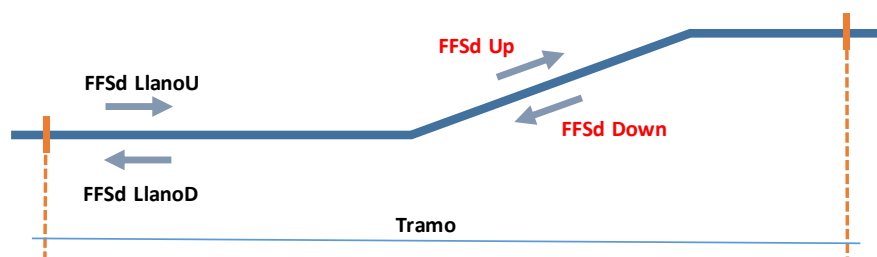 FFSd Up
FFSd LlanoU
FFSd Down
FFSd LlanoD
Tramo